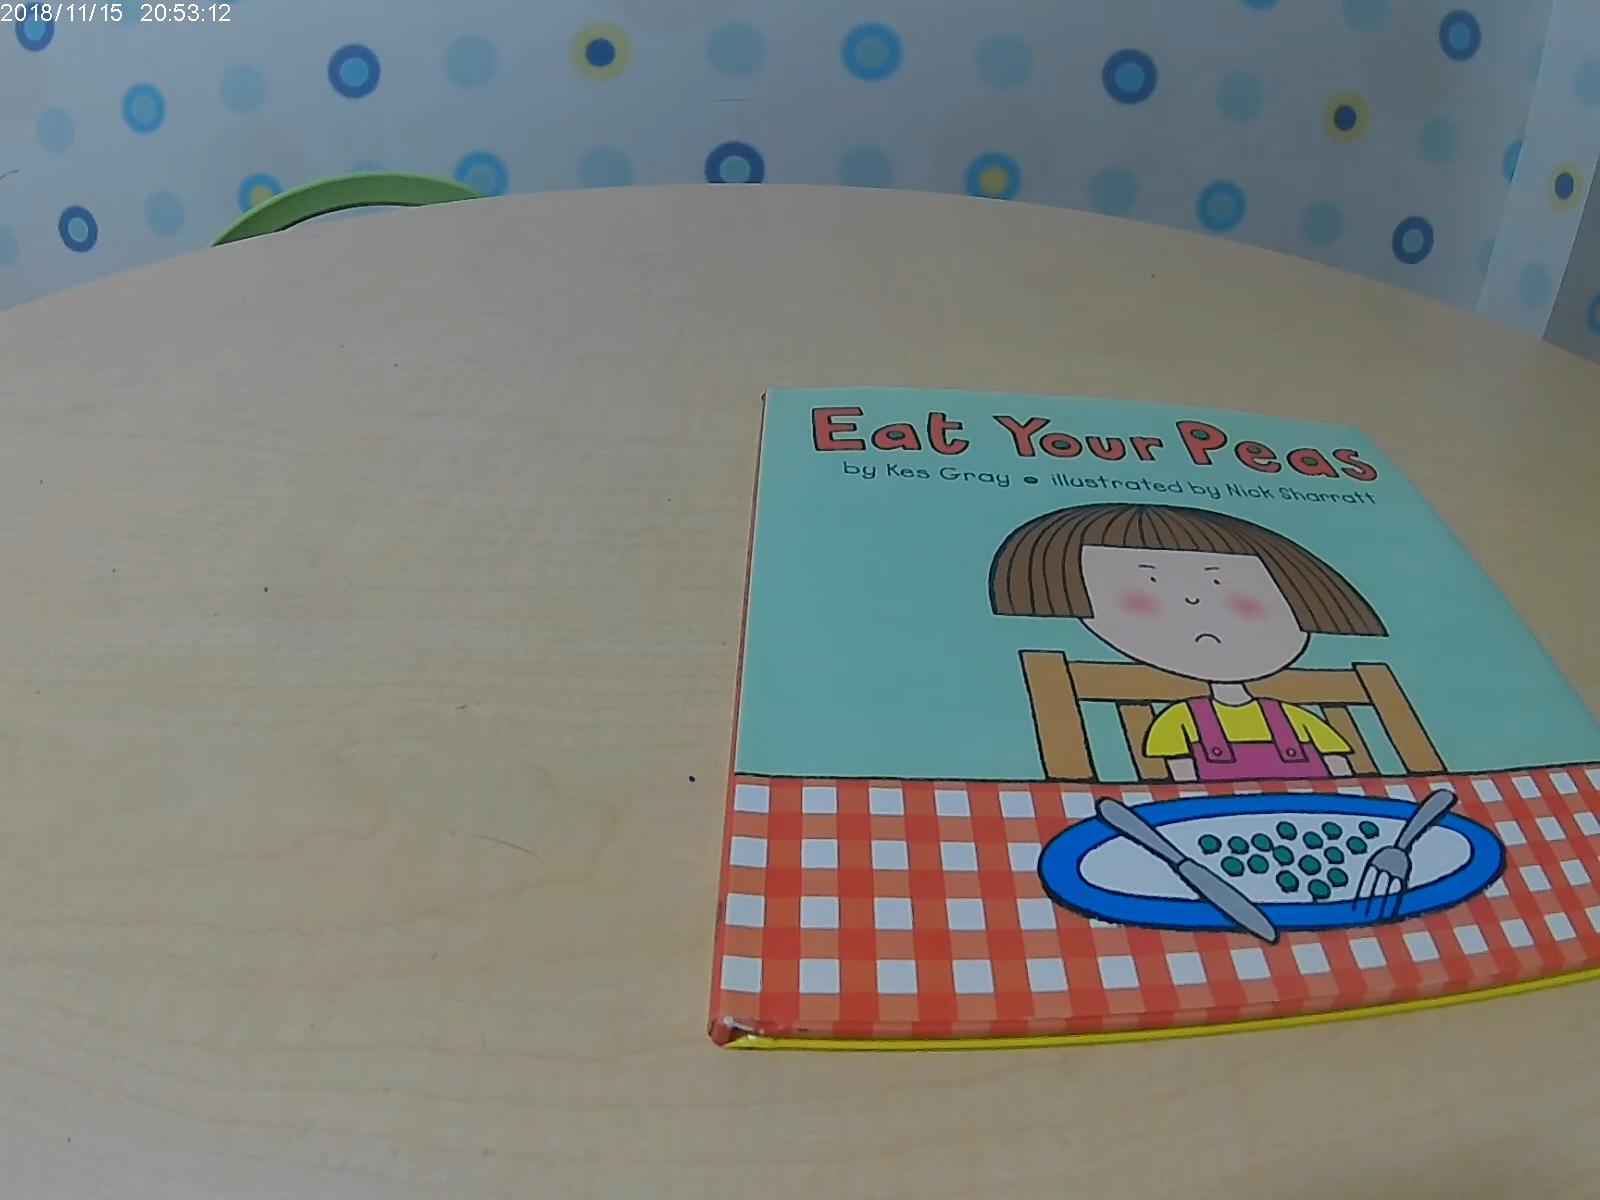 2018/11/15 20:53:12
Eat Your Peas
by Kes Gray • illustrated by Nick Sharratt